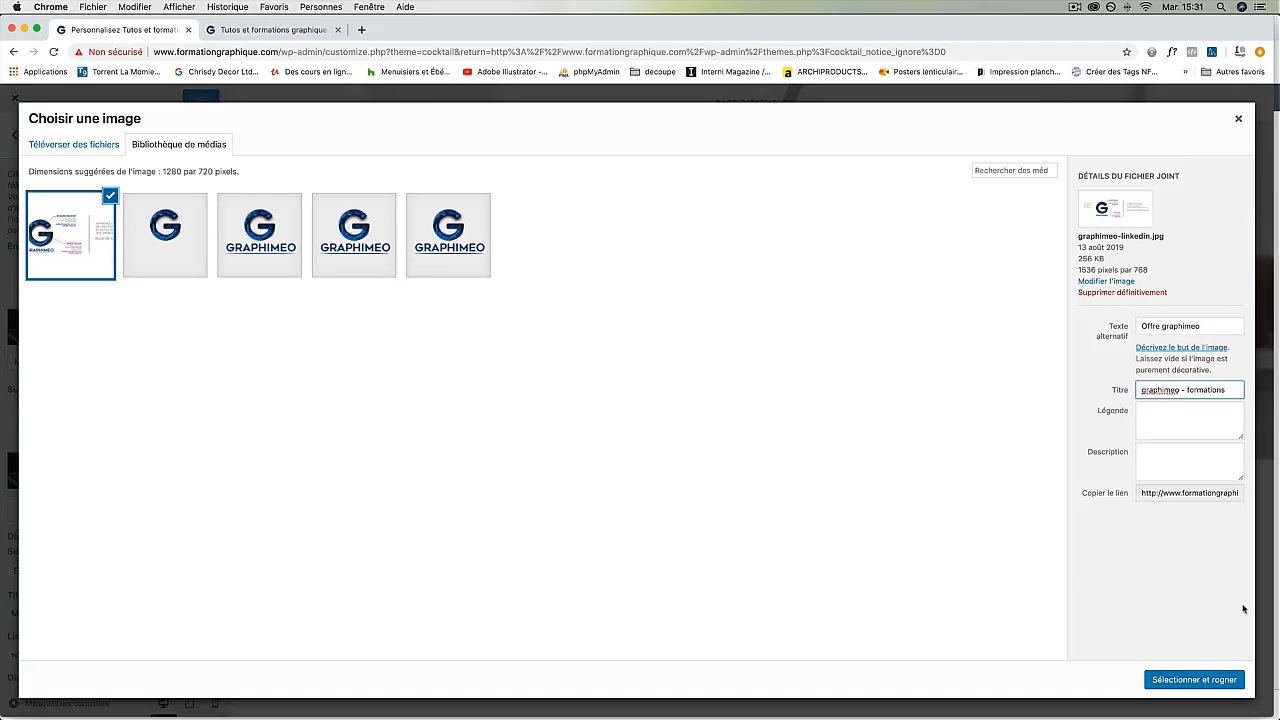 Chrome Fichier Modifier Afficher Historique Favoris Personnes Fenêtre Aide Mar. 15:31
Personnalisez Tutos et formati
Tutos et formations graphique
Non sécurisé www.formationgraphique.com/wp-admin/customize.php?theme=cocktail&return=http%3A%2F%2Fwww.formationgraphique.com%2Fwp-admin%2Fthemes.php%3Fcocktail_notice_ignore%3D0
Applications Torrent La Momie... Chrisdy Decor Ltd... Des cours en lign... Menuisiers et Ébé... Adobe Illustrator -... phpMyAdmin decoupe Interni Magazine /... ARCHIPRODUCTS... Posters lenticulair... Impression planch... Créer des Tags NF... » Autres favoris
Choisir une image
Téléverser des fichiers Bibliothèque de médias
Dimensions suggérées de l'image : 1280 par 720 pixels.
Rechercher des méd
GRAPHIMEO
GRAPHIMEO
GRAPHIMEO
GRAPHIMEO
DÉTAILS DU FICHIER JOINT
graphimeo-linkedin.jpg
13 août 2019
256 KB
1536 pixels par 768
Modifier l'image
Supprimer définitivement
Texte alternatif
Offre graphimeo
Décrivez le but de l'image.
Laissez vide si l'image est
purement décorative.
Titre graphimeo - formations
Légende
Description
Copier le lien http://www.formationgraphi
Sélectionner et rogner
Masquer les contrôles